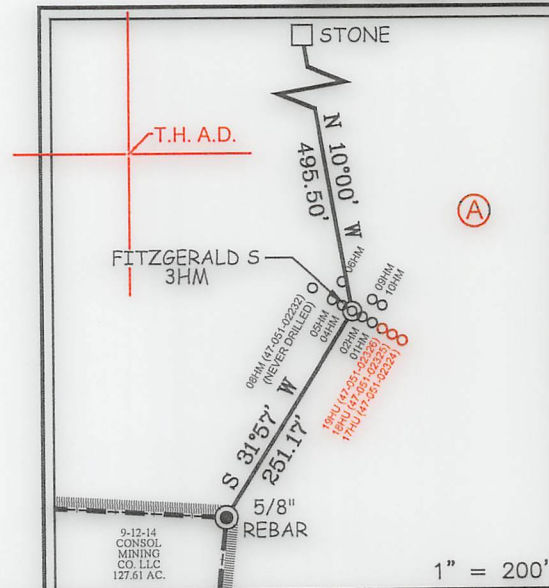 STONE
T.H. A.D.
N 10°00' W
495.50'
A
FITZGERALD S
3HM
06HM
09HM
10HM
08HM (47-051-02232)
(NEVER DRILLED)
05HM
04HM
02HM
01HM
19HU (47-051-02326)
18HU (47-051-02325)
17HU (47-051-02324)
S 31°57' W
251.17'
5/8"
REBAR
9-12-14
CONSOL
MINING
CO. LLC
127.61 AC.
1" = 200'